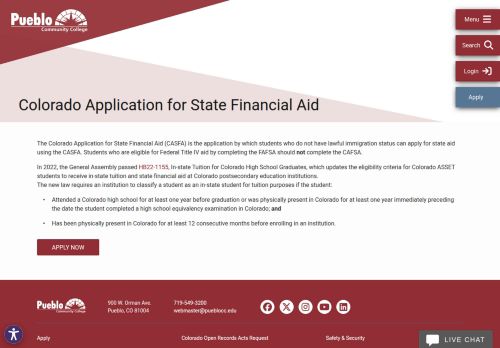 Pueblo
Community College
Menu
Search
Login
Apply
Colorado Application for State Financial Aid
The Colorado Application for State Financial Aid (CASFA) is the application by which students who do not have lawful immigration status can apply for state aid
using the CASFA. Students who are eligible for Federal Title IV aid by completing the FAFSA should not complete the CAFSA.
In 2022, the General Assembly passed HB22-1155, In-state Tuition for Colorado High School Graduates, which updates the eligibility criteria for Colorado ASSET
students to receive in-state tuition and state financial aid at Colorado postsecondary education institutions.
The new law requires an institution to classify a student as an in-state student for tuition purposes if the student:
• Attended a Colorado high school for at least one year before graduation or was physically present in Colorado for at least one year immediately preceding
the date the student completed a high school equivalency examination in Colorado; and
• Has been physically present in Colorado for at least 12 consecutive months before enrolling in an institution.
APPLY NOW
Pueblo
Community College
900 W. Orman Ave.
Pueblo, CO 81004
719-549-3200
webmaster@pueblocc.edu
Apply
Colorado Open Records Acts Request
Safety & Security
LIVE CHAT